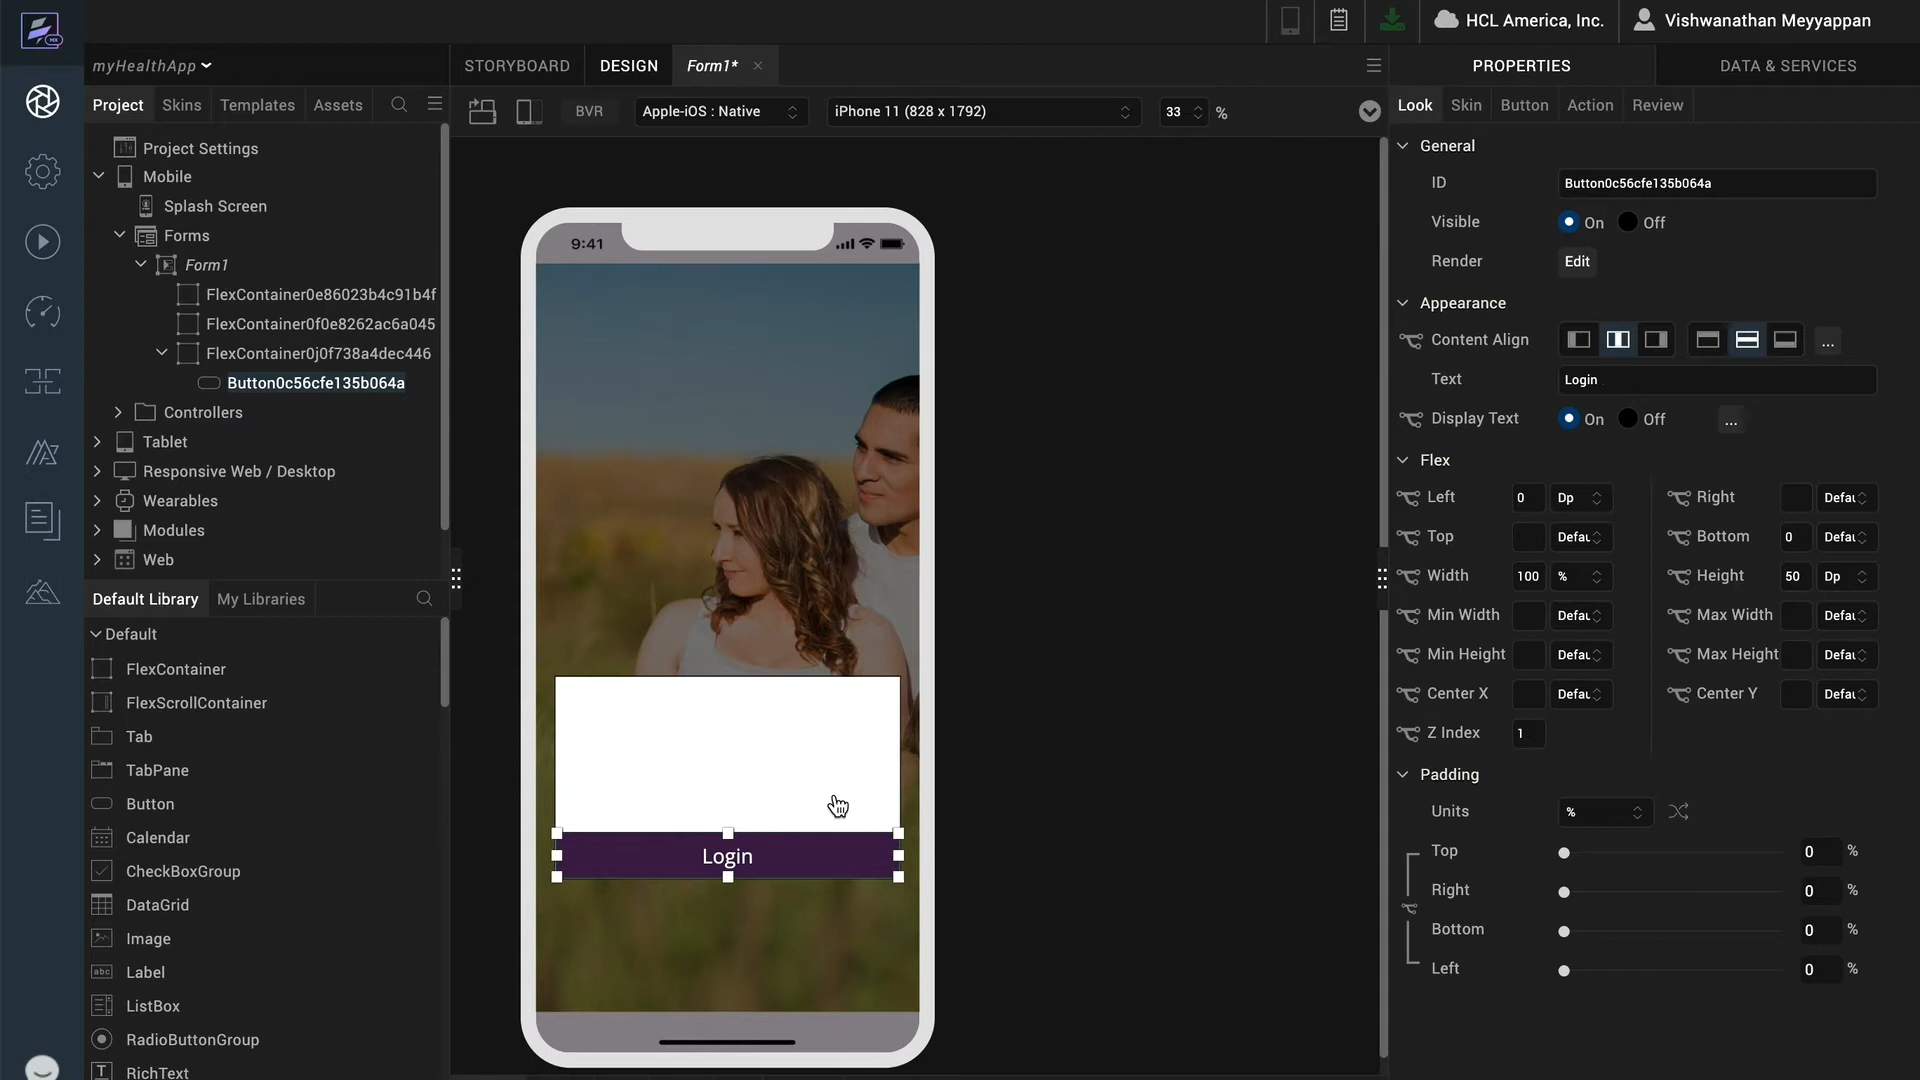 HCL America, Inc.
Vishwanathan Meyyappan
myHealthApp
STORYBOARD
DESIGN
Form1*
PROPERTIES
DATA & SERVICES
Project
Skins
Templates
Assets
BVR
Apple-iOS : Native
iPhone 11 (828 x 1792)
33
%
Look
Skin
Button
Action
Review
Project Settings
Mobile
Splash Screen
Forms
Form1
FlexContainer0e86023b4c91b4f
FlexContainer0f0e8262ac6a045
FlexContainer0j0f738a4dec446
Button0c56cfe135b064a
Controllers
Tablet
Responsive Web / Desktop
Wearables
Modules
Web
Default Library
My Libraries
Default
FlexContainer
FlexScrollContainer
Tab
TabPane
Button
Calendar
CheckBoxGroup
DataGrid
Image
abc
Label
ListBox
RadioButtonGroup
RichText
9:41
Login
General
ID
Button0c56cfe135b064a
Visible
On
Off
Render
Edit
Appearance
Content Align
...
Text
Login
Display Text
On
Off
...
Flex
Left
0
Dp
Right
Defau
Top
Defau
Bottom
0
Defau
Width
100
%
Height
50
Dp
Min Width
Defau
Max Width
Defau
Min Height
Defau
Max Height
Defau
Center X
Defau
Center Y
Defau
Z Index
1
Padding
Units
%
Top
0
%
Right
0
%
Bottom
0
%
Left
0
%